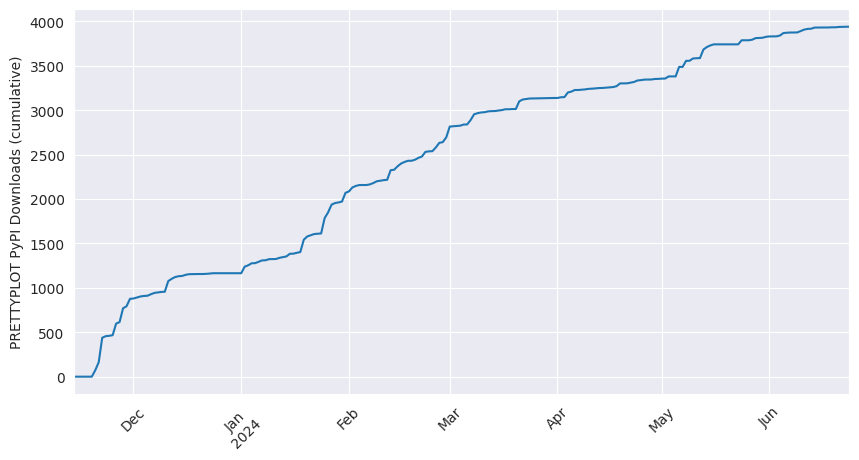 PRETTYPLOT PyPI Downloads (cumulative)
4000
3500
3000
2500
2000
1500
1000
500
0
Dec
Jan
2024
Feb
Mar
Apr
May
Jun